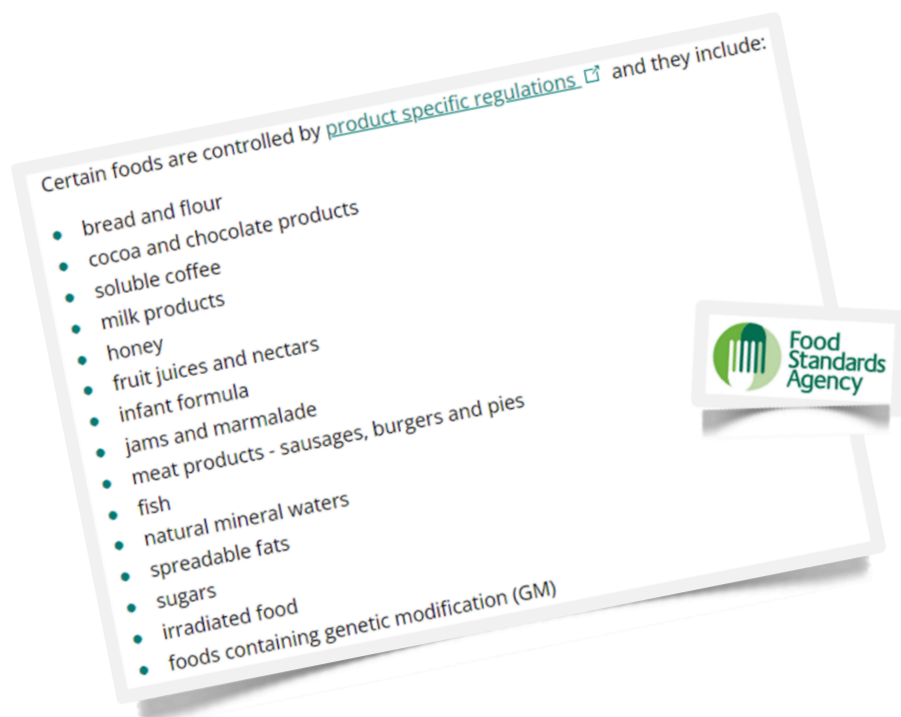 Certain foods are controlled by product specific regulations and they include:
bread and flour
cocoa and chocolate products
soluble coffee
milk products
honey
fruit juices and nectars
infant formula
jams and marmalade
meat products - sausages, burgers and pies
fish
natural mineral waters
spreadable fats
sugars
irradiated food
foods containing genetic modification (GM)
Food
Standards
Agency